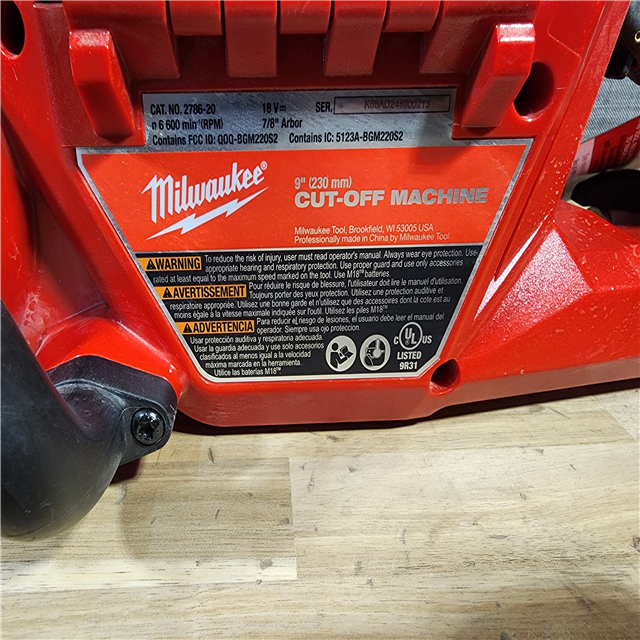 CAT. NO. 2786-20 18 V⎓ SER.
n 6 600 min⁻¹(RPM) 7/8" Arbor
Contains FCC ID: QOQ-BGM220S2 Contains IC: 5123A-BGM220S2
Milwaukee®
9" (230 mm)
CUT-OFF MACHINE
Milwaukee Tool, Brookfield, WI 53005 USA
Professionally made in China by Milwaukee Tool
WARNING To reduce the risk of injury, user must read operator's manual. Always wear eye protection. Use
appropriate hearing and respiratory protection. Use proper guard and use only accessories
rated at least equal to the maximum speed marked on the tool. Use M18™ batteries.
AVERTISSEMENT Pour réduire le risque de blessure, l'utilisateur doit lire le manuel d'utilisation.
Toujours porter des yeux protection. Utilisez une protection auditive et
respiratoire appropriée. Utilisez une bonne garde et n'utilisez que des accessoires dont la cote est au
moins égale à la vitesse maximale indiquée sur l'outil. Utilisez des piles M18™.
ADVERTENCIA Para reducir el riesgo de lesiones, el usuario debe leer el manual del
operador. Siempre use ojo protección.
Usar protección auditiva y respiratoria adecuada.
Usar la guardia adecuada y use solo accesorios
clasificados al menos igual a la velocidad
máxima marcada en la herramienta.
Utilice las baterías M18™.
C UL US
LISTED
9R31